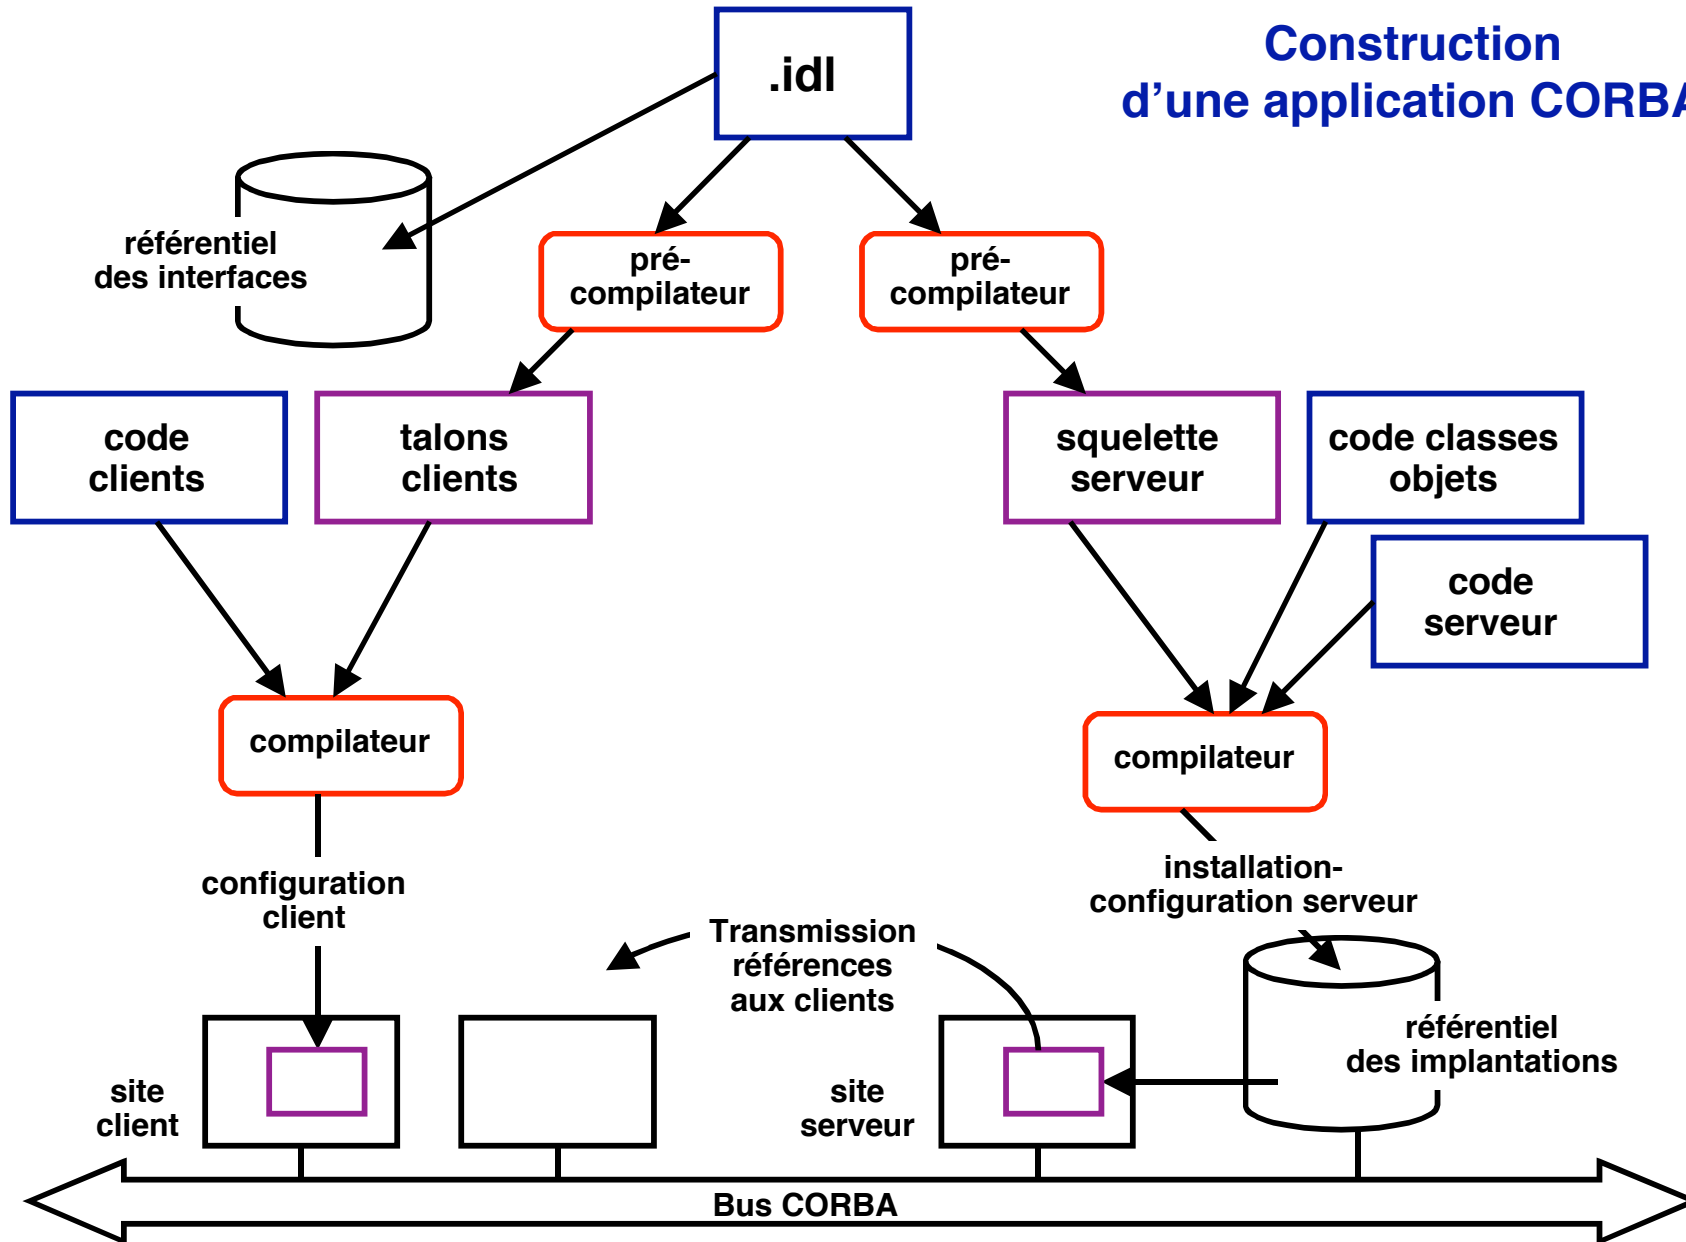 Construction
d’une application CORBA
.idl
référentiel
des interfaces
pré-
compilateur
pré-
compilateur
code
clients
talons
clients
squelette
serveur
code classes
objets
code
serveur
compilateur
compilateur
configuration
client
installation-
configuration serveur
Transmission
références
aux clients
référentiel
des implantations
site
client
site
serveur
Bus CORBA